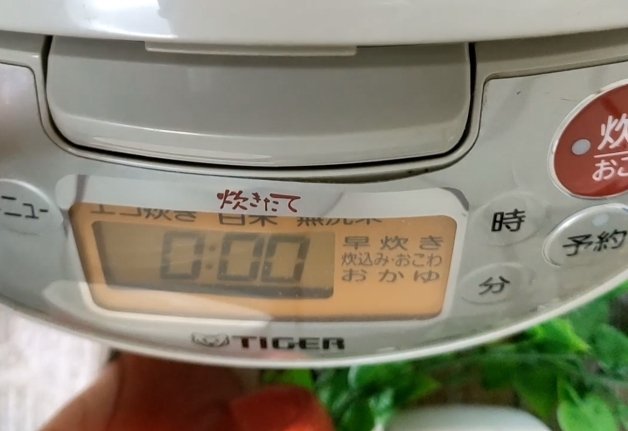 炊きたて
エコ炊き 白米 無洗米
0:00
早炊き
炊込み・おこわ
おかゆ
ニュー
時
分
予約
炊
おこ
TIGER